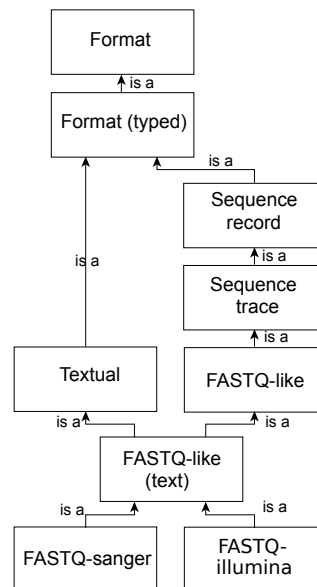 Format
is a
Format (typed)
is a
Sequence
record
is a
is a
Sequence
trace
is a
Textual
FASTQ-like
is a
is a
FASTQ-like
(text)
is a
is a
FASTQ-sanger
FASTQ-
illumina